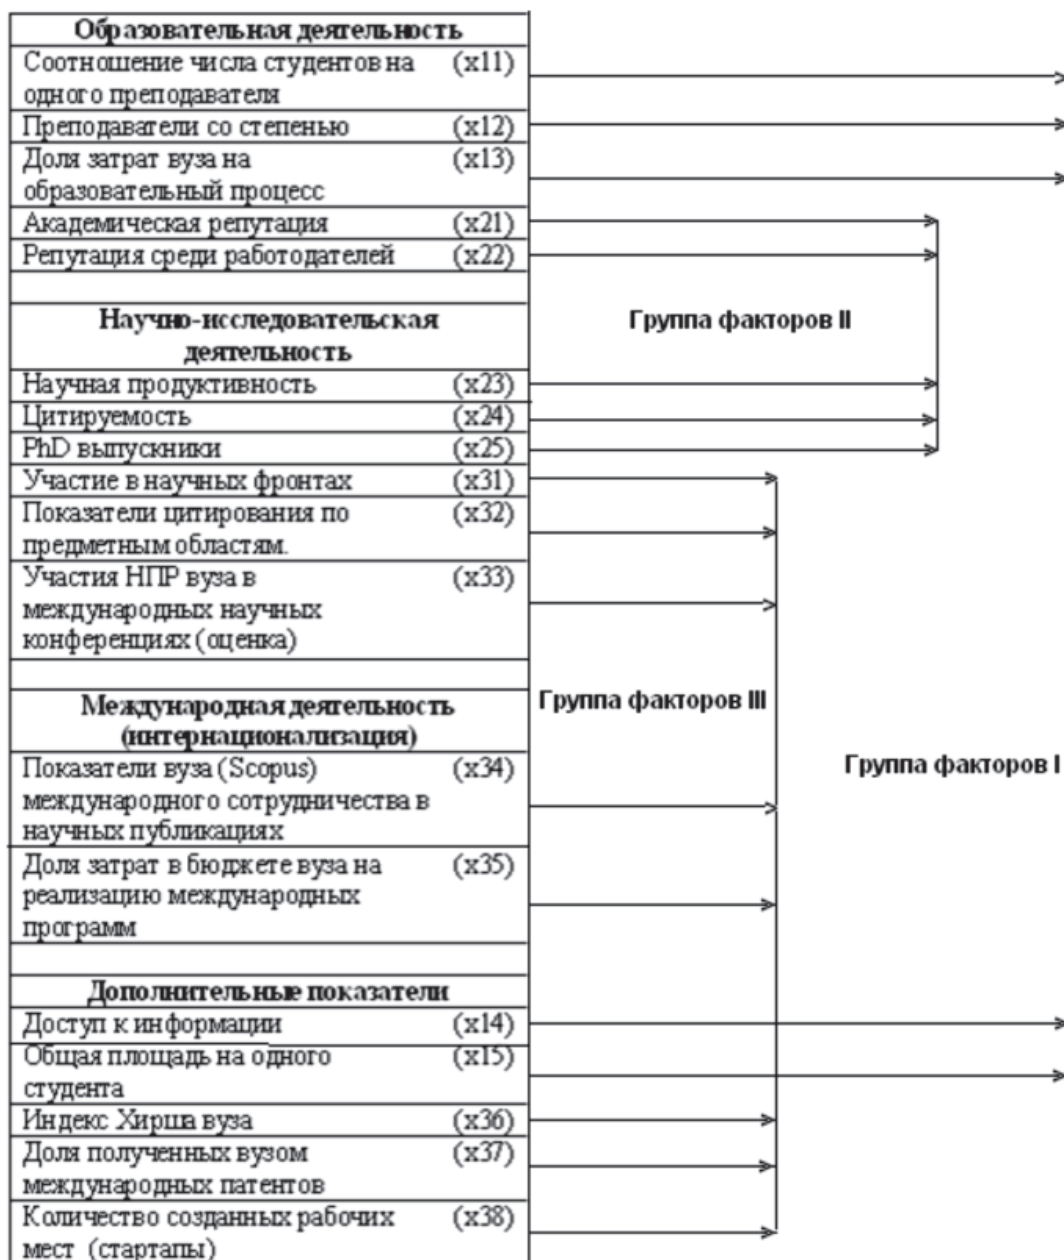 Образовательная деятельность
Соотношение числа студентов на (x11)
одного преподавателя
Преподаватели со степенью (x12)
Доля затрат вуза на (x13)
образовательный процесс
Академическая репутация (x21)
Репутация среди работодателей (x22)
Научно-исследовательская
деятельность
Группа факторов II
Научная продуктивность (x23)
Цитируемость (x24)
PhD выпускники (x25)
Участие в научных фронтах (x31)
Показатели цитирования по (x32)
предметным областям.
Участия НПР вуза в (x33)
международных научных
конференциях (оценка)
Международная деятельность
(интернационализация)
Группа факторов III
Группа факторов I
Показатели вуза (Scopus) (x34)
международного сотрудничества в
научных публикациях
Доля затрат в бюджете вуза на (x35)
реализацию международных
программ
Дополнительные показатели
Доступ к информации (x14)
Общая площадь на одного (x15)
студента
Индекс Хирша вуза (x36)
Доля полученных вузом (x37)
международных патентов
Количество созданных рабочих (x38)
мест (стартапы)